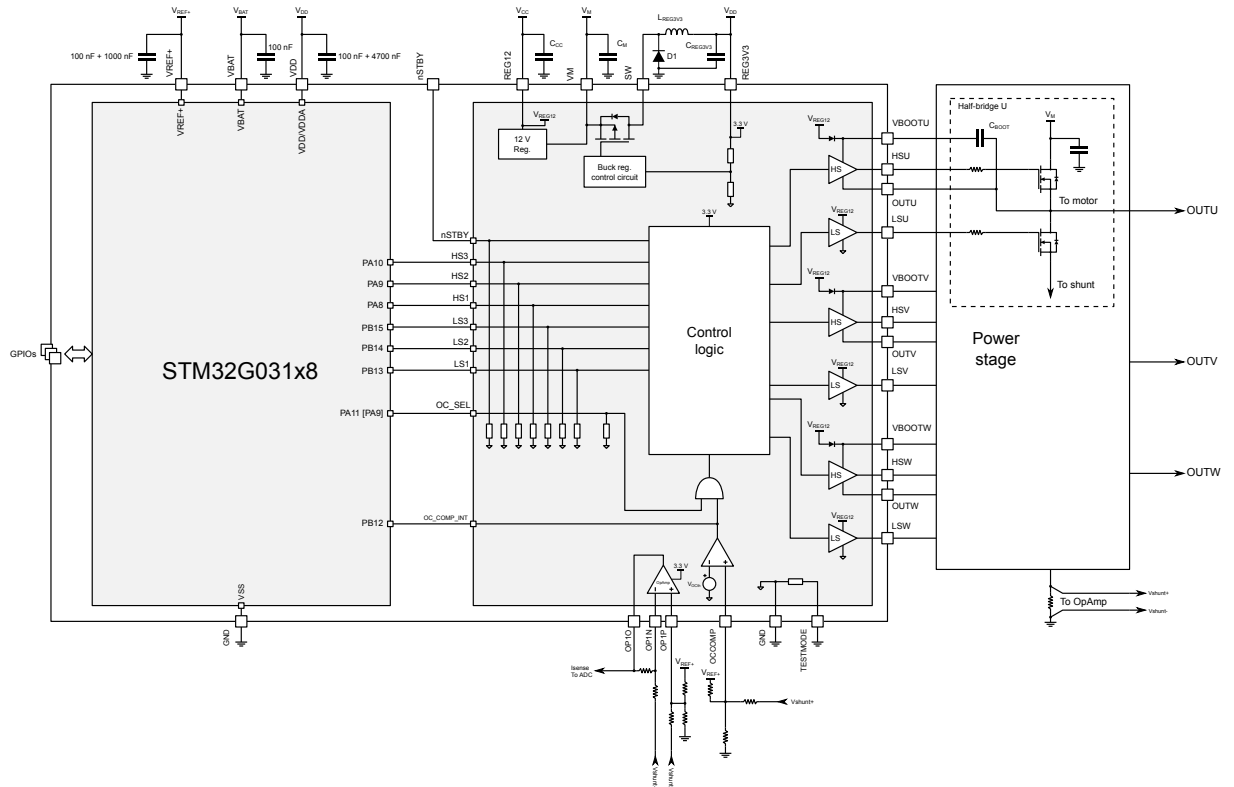 VREF+
VBAT
VDD
VCC
VM
LREG3V3
VDD
100 nF + 1000 nF
100 nF
100 nF + 4700 nF
CCC
CM
D1
CREG3V3
VREF+
VBAT
VDD
nSTBY
REG12
VM
SW
REG3V3
VREF+
VBAT
VDD/VDDA
VREG12
12 V
Reg.
Buck reg.
control circuit
3.3 V
3.3 V
Half-bridge U
CBOOT
VM
To motor
To shunt
VREG12
HS
VREG12
LS
VREG12
HS
VREG12
LS
VREG12
HS
VREG12
LS
VBOOTU
HSU
OUTU
LSU
VBOOTV
HSV
OUTV
LSV
VBOOTW
HSW
OUTW
LSW
OUTU
OUTV
OUTW
Power
stage
GPIOs
STM32G031x8
PA10
PA9
PA8
PB15
PB14
PB13
PA11 [PA9]
PB12
nSTBY
HS3
HS2
HS1
LS3
LS2
LS1
OC_SEL
OC_COMP_INT
Control
logic
OpAmp
3.3 V
VSS
GND
OP1O
OP1N
OP1P
OCCOMP
GND
TESTMODE
To OpAmp
Vshunt+
Vshunt-
Isense
To ADC
VREF+
VREF+
Vshunt+